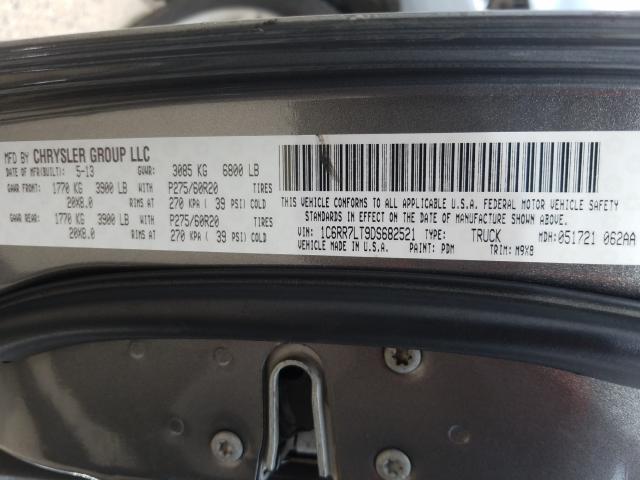 MFD BY CHRYSLER GROUP LLC
DATE OF MFR(BUILT): 5-13 GVWR: 3085 KG 6800 LB
GAWR FRONT: 1770 KG 3900 LB WITH P275/60R20 TIRES
20X8.0 RIMS AT 270 KPA ( 39 PSI) COLD
GAWR REAR: 1770 KG 3900 LB WITH P275/60R20 TIRES
20X8.0 RIMS AT 270 KPA ( 39 PSI) COLD
THIS VEHICLE CONFORMS TO ALL APPLICABLE U.S.A. FEDERAL MOTOR VEHICLE SAFETY
STANDARDS IN EFFECT ON THE DATE OF MANUFACTURE SHOWN ABOVE.
VIN: 1C6RR7LT9DS682521 TYPE: TRUCK MDH: 051721 062AA
VEHICLE MADE IN U.S.A. PAINT: PDM TRIM: M9X8